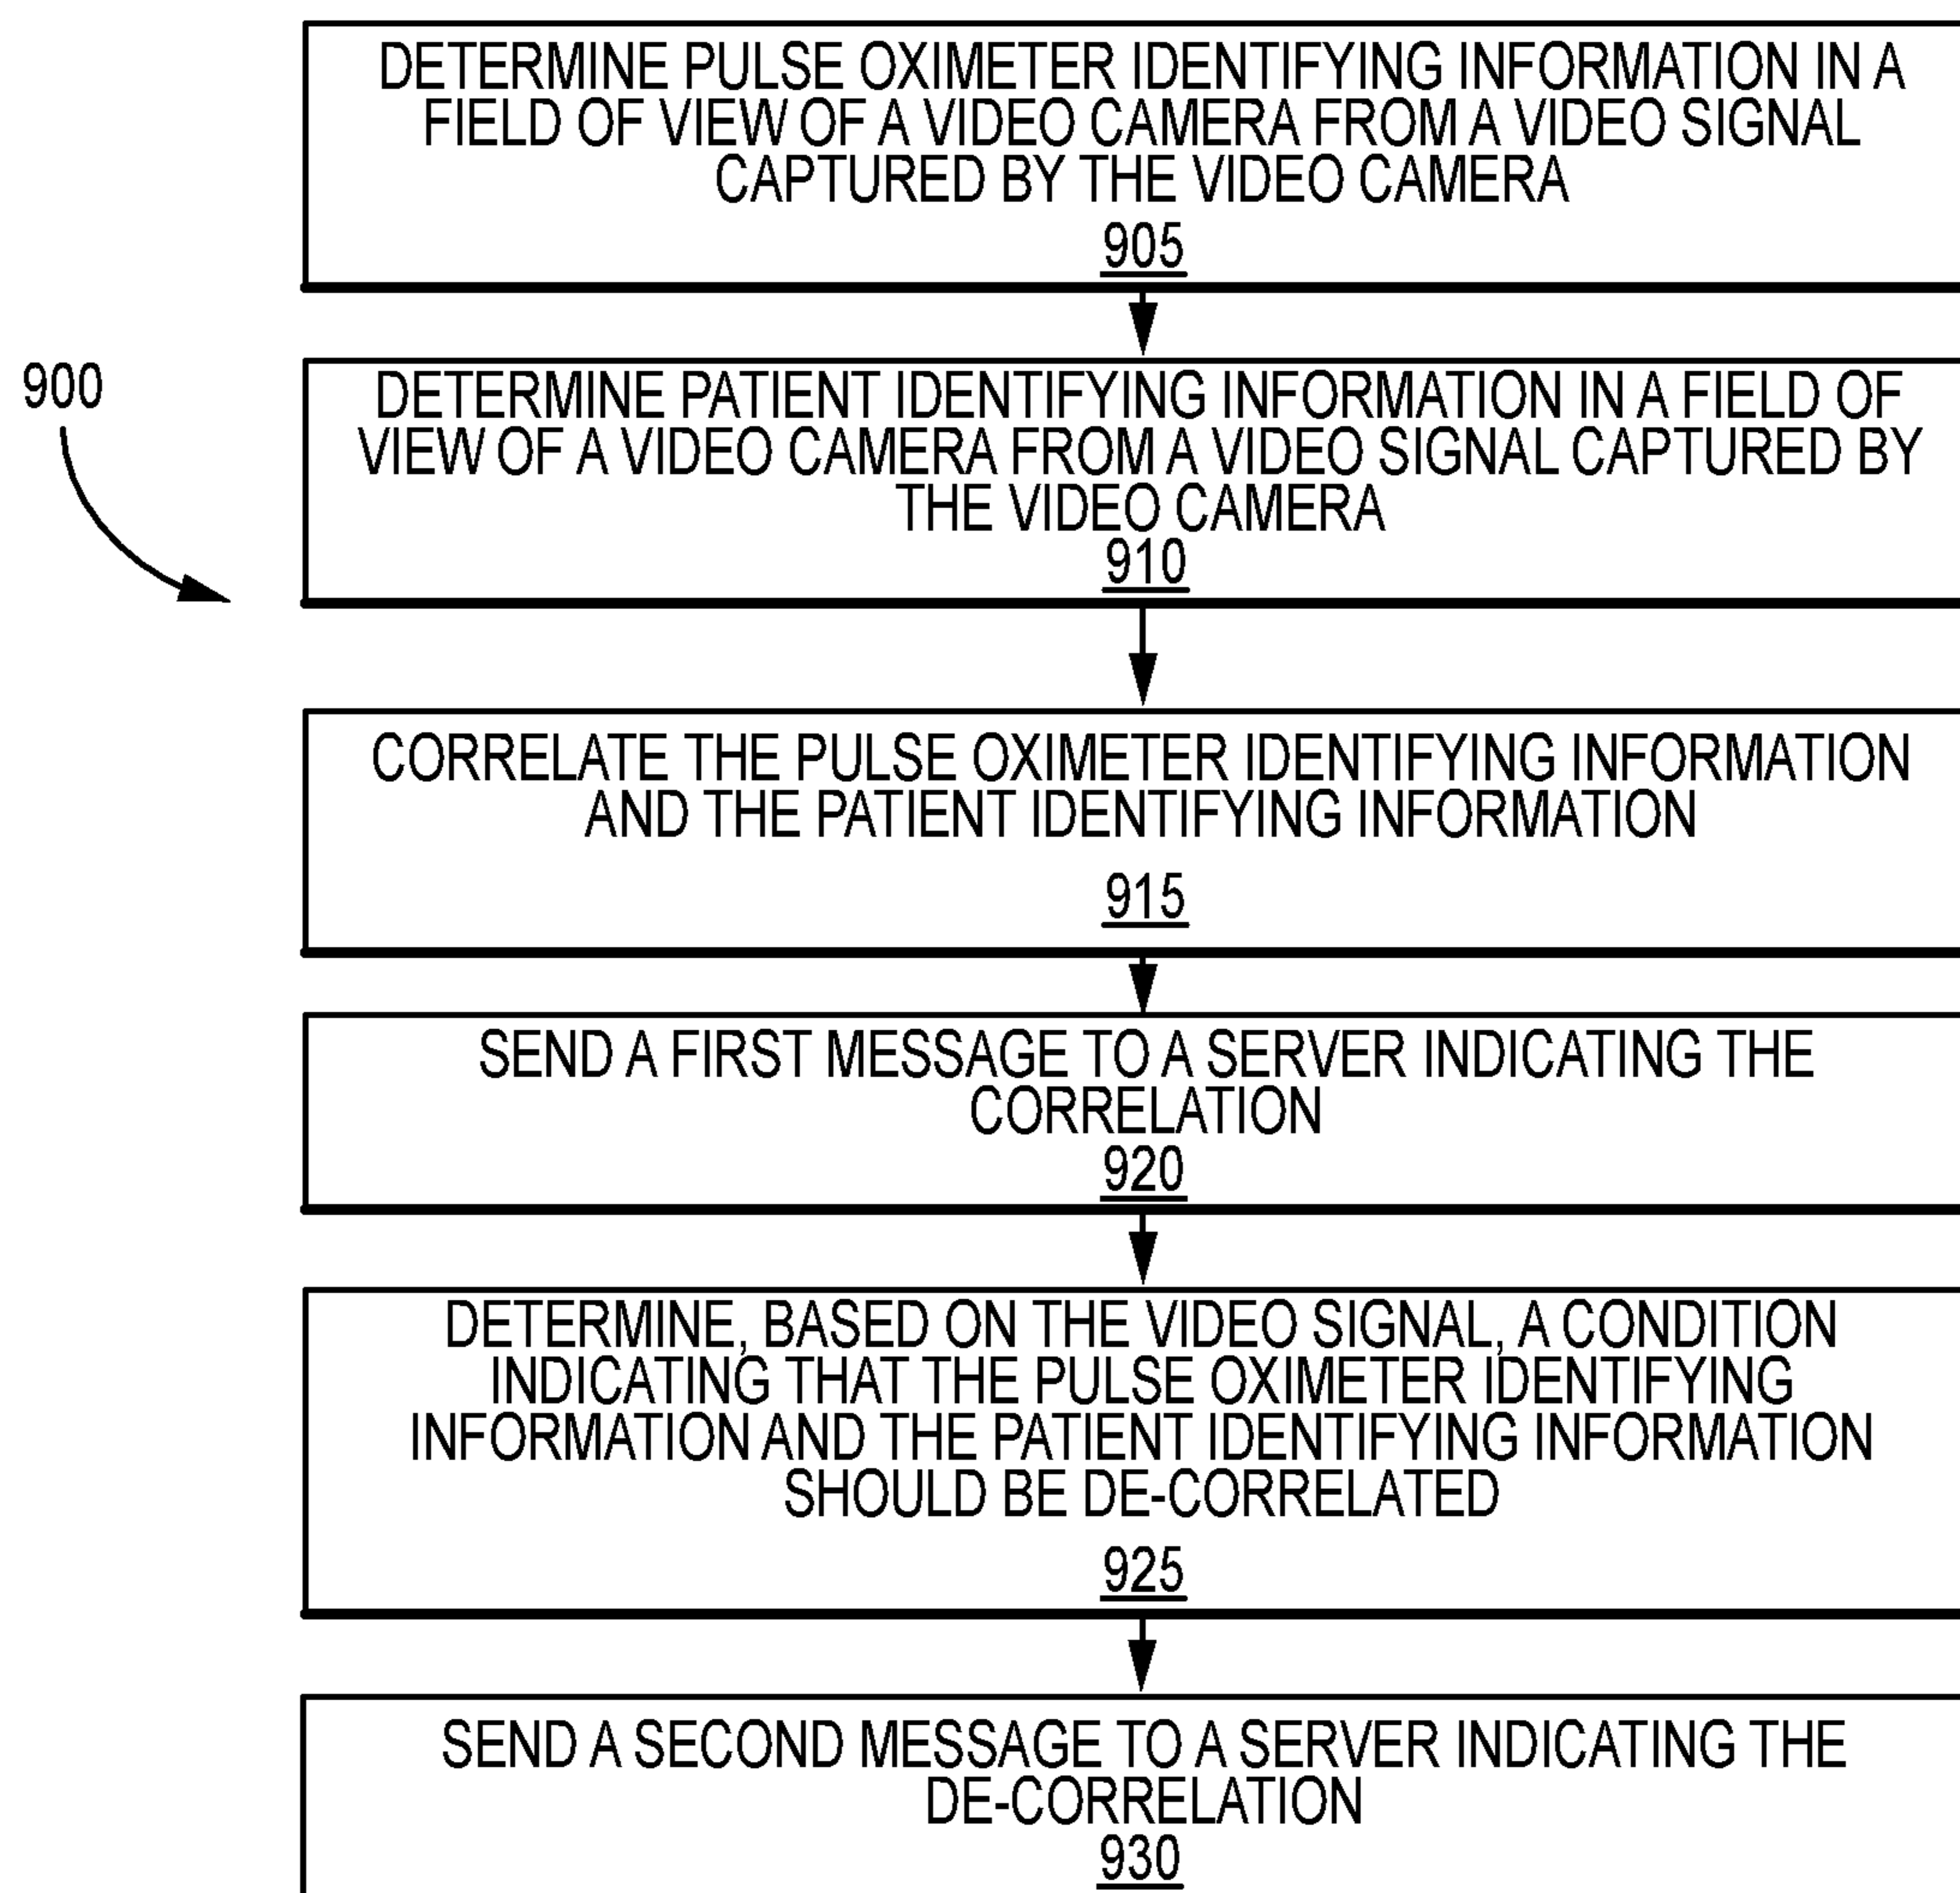 DETERMINE PULSE OXIMETER IDENTIFYING INFORMATION IN A
FIELD OF VIEW OF A VIDEO CAMERA FROM A VIDEO SIGNAL
CAPTURED BY THE VIDEO CAMERA
905
900
DETERMINE PATIENT IDENTIFYING INFORMATION IN A FIELD OF
VIEW OF A VIDEO CAMERA FROM A VIDEO SIGNAL CAPTURED BY
THE VIDEO CAMERA
910
CORRELATE THE PULSE OXIMETER IDENTIFYING INFORMATION
AND THE PATIENT IDENTIFYING INFORMATION
915
SEND A FIRST MESSAGE TO A SERVER INDICATING THE
CORRELATION
920
DETERMINE, BASED ON THE VIDEO SIGNAL, A CONDITION
INDICATING THAT THE PULSE OXIMETER IDENTIFYING
INFORMATION AND THE PATIENT IDENTIFYING INFORMATION
SHOULD BE DE-CORRELATED
925
SEND A SECOND MESSAGE TO A SERVER INDICATING THE
DE-CORRELATION
930